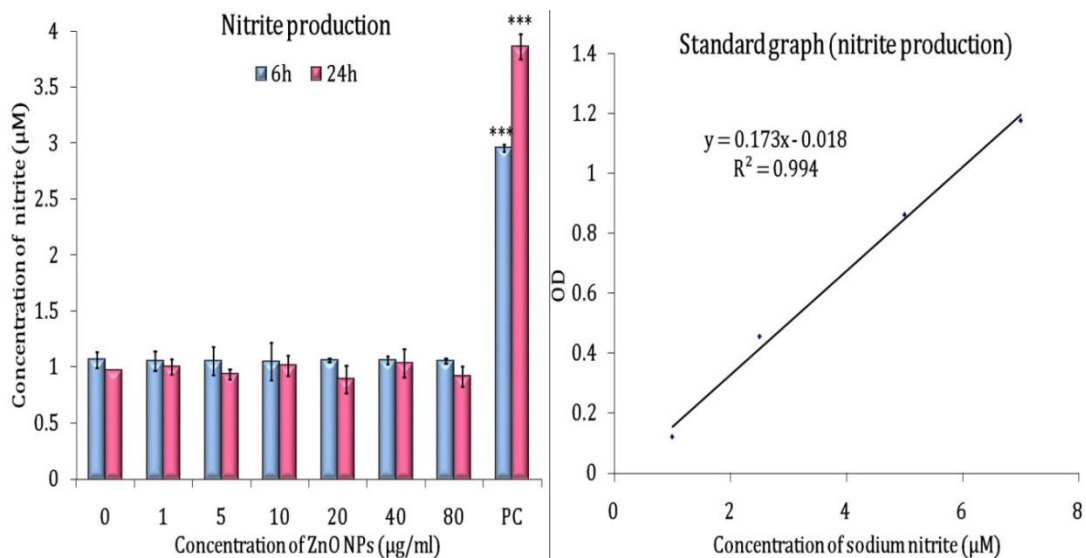 Nitrite production
6h 24h
Concentration of nitrite (µM)
4
3.5
3
2.5
2
1.5
1
0.5
0
***
***
0 1 5 10 20 40 80 PC
Concentration of ZnO NPs (µg/ml)
Standard graph (nitrite production)
y = 0.173x - 0.018
R² = 0.994
OD
1.4
1.2
1
0.8
0.6
0.4
0.2
0
0 2 4 6 8
Concentration of sodium nitrite (µM)